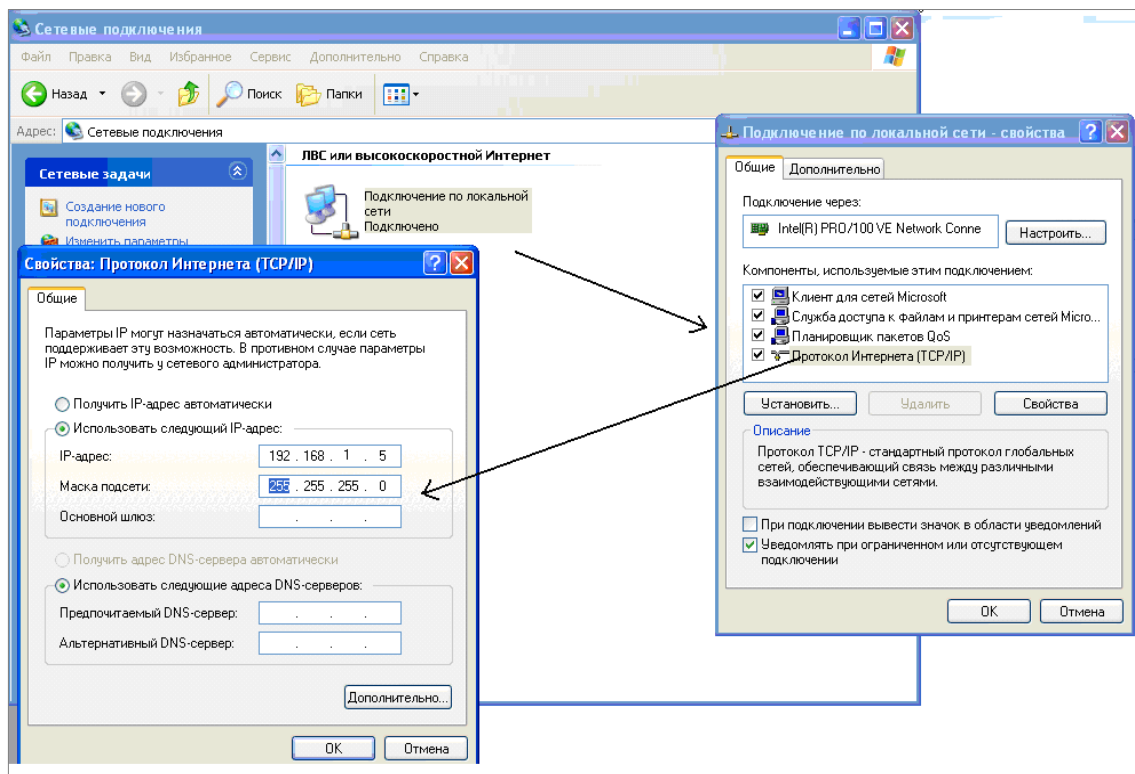 Сетевые подключения
Файл Правка Вид Избранное Сервис Дополнительно Справка
Назад Поиск Папки
Адрес: Сетевые подключения
Сетевые задачи
Создание нового
подключения
Изменить параметры
ЛВС или высокоскоростной Интернет
Подключение по локальной
сети
Подключено
Подключение по локальной сети - свойства
Общие Дополнительно
Подключение через:
Intel(R) PRO/100 VE Network Conne
Настроить...
Компоненты, используемые этим подключением:
Клиент для сетей Microsoft
Служба доступа к файлам и принтерам сетей Micro...
Планировщик пакетов QoS
Протокол Интернета (TCP/IP)
Установить... Удалить Свойства
Описание
Протокол TCP/IP - стандартный протокол глобальных
сетей, обеспечивающий связь между различными
взаимодействующими сетями.
При подключении вывести значок в области уведомлений
Уведомлять при ограниченном или отсутствующем
подключении
OK Отмена
Свойства: Протокол Интернета (TCP/IP)
Общие
Параметры IP могут назначаться автоматически, если сеть
поддерживает эту возможность. В противном случае параметры
IP можно получить у сетевого администратора.
Получить IP-адрес автоматически
Использовать следующий IP-адрес:
IP-адрес: 192 . 168 . 1 . 5
Маска подсети: 255 . 255 . 255 . 0
Основной шлюз: . . .
Получить адрес DNS-сервера автоматически
Использовать следующие адреса DNS-серверов:
Предпочитаемый DNS-сервер: . . .
Альтернативный DNS-сервер: . . .
Дополнительно...
OK Отмена